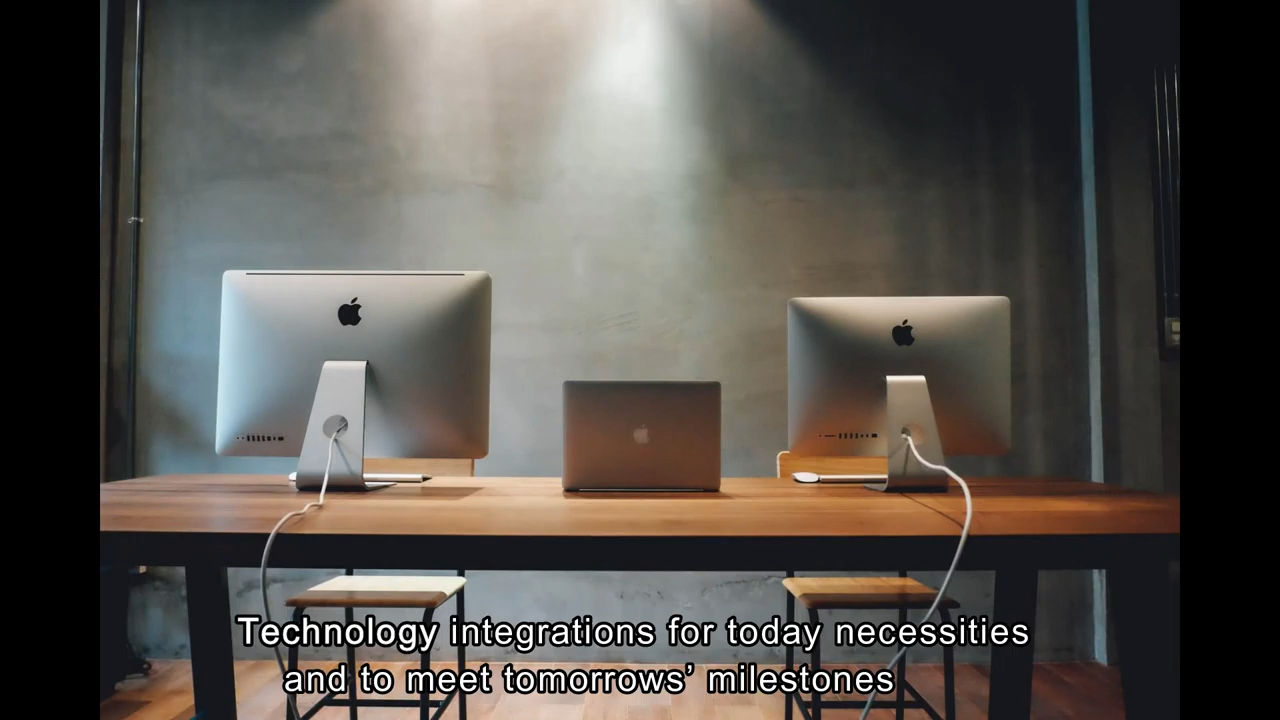 Technology integrations for today necessities
and to meet tomorrows’ milestones